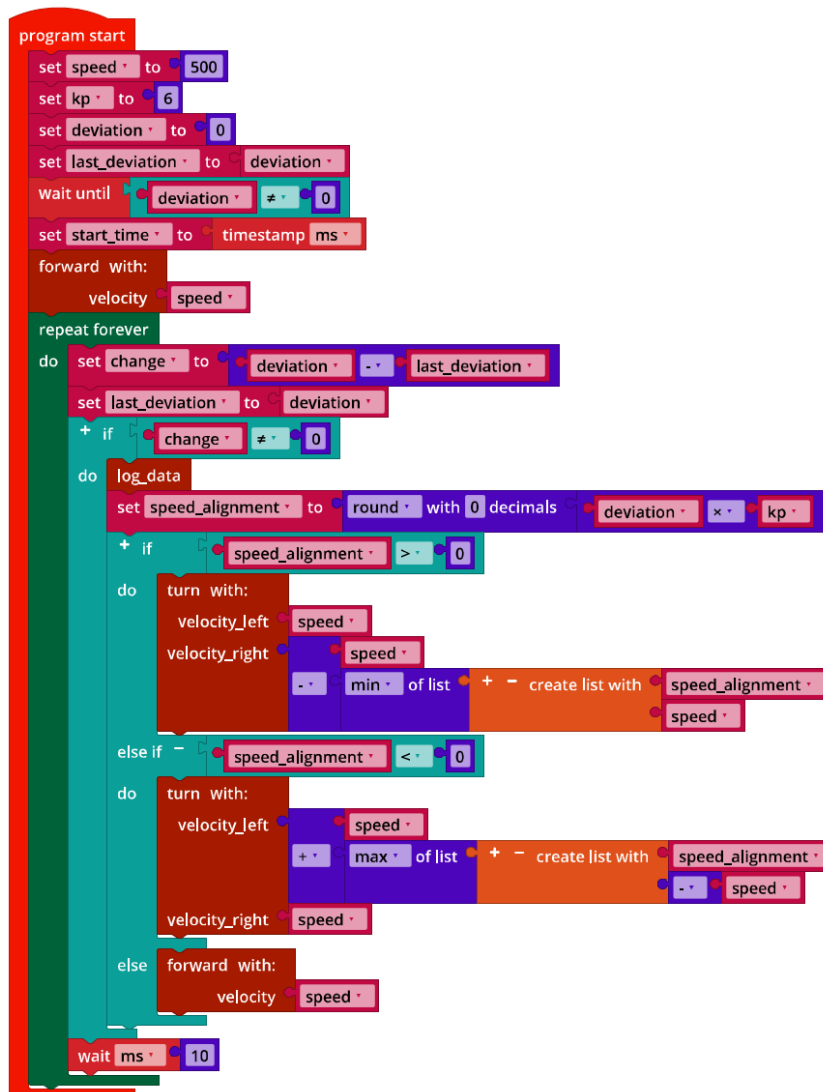 program start
set speed to 500
set kp to 6
set deviation to 0
set last_deviation to deviation
wait until deviation ≠ 0
set start_time to timestamp ms
forward with:
velocity speed
repeat forever
do set change to deviation - last_deviation
set last_deviation to deviation
+ if change ≠ 0
do log_data
set speed_alignment to round with 0 decimals deviation × kp
+ if speed_alignment > 0
do turn with:
velocity_left speed
velocity_right speed
- min of list + − create list with speed_alignment
speed
else if − speed_alignment < 0
do turn with:
velocity_left speed
+ max of list + − create list with speed_alignment
- speed
velocity_right speed
else forward with:
velocity speed
wait ms 10